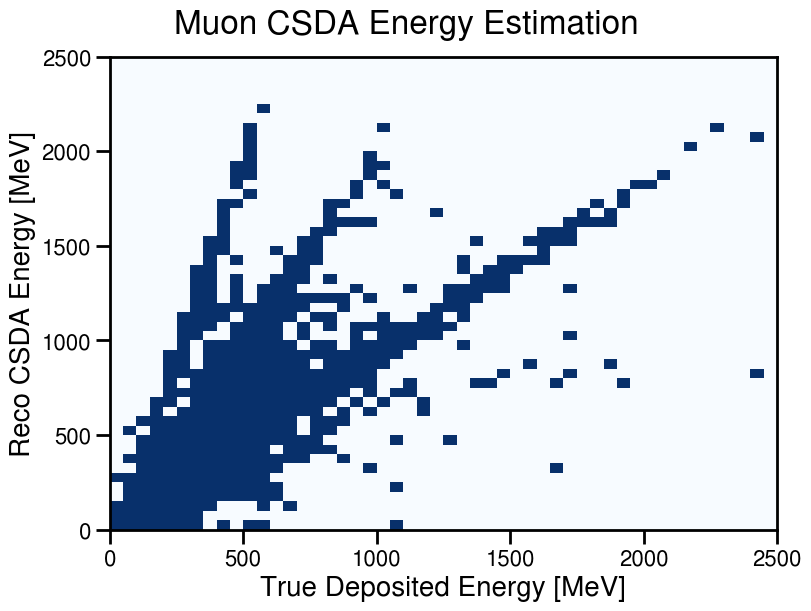 Muon CSDA Energy Estimation
2500
2000
1500
1000
500
0
Reco CSDA Energy [MeV]
0 500 1000 1500 2000 2500
True Deposited Energy [MeV]